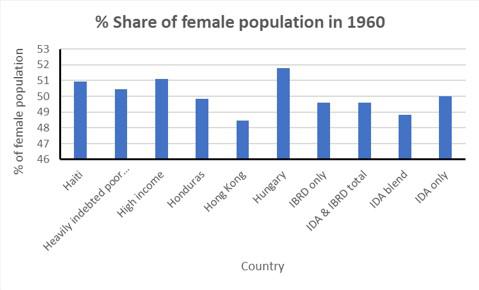 % Share of female population in 1960
% of female population
53
52
51
50
49
48
47
46
Haiti
Heavily indebted poor...
High income
Honduras
Hong Kong
Hungary
IBRD only
IDA & IBRD total
IDA blend
IDA only
Country